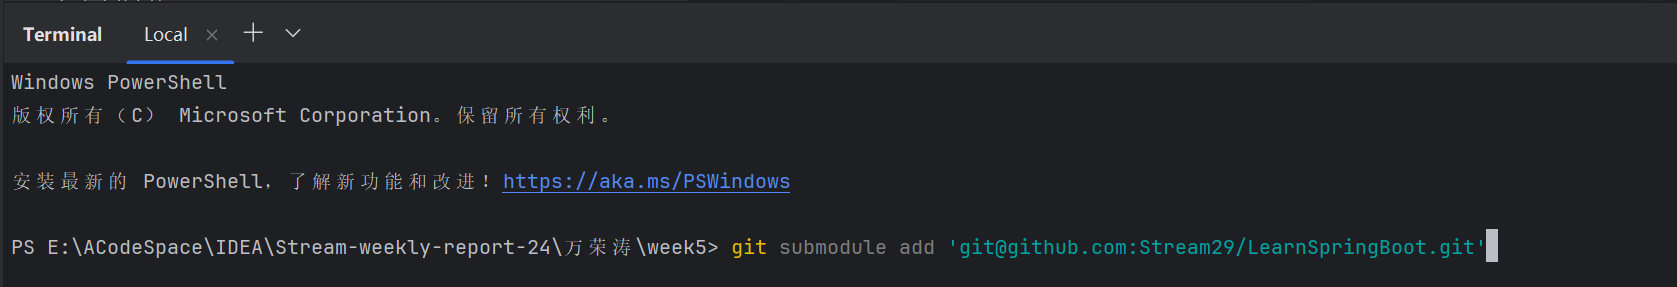 Terminal Local
Windows PowerShell
版权所有（C） Microsoft Corporation。保留所有权利。
安装最新的 PowerShell，了解新功能和改进！https://aka.ms/PSWindows
PS E:\ACodeSpace\IDEA\Stream-weekly-report-24\万荣涛\week5> git submodule add 'git@github.com:Stream29/LearnSpringBoot.git'